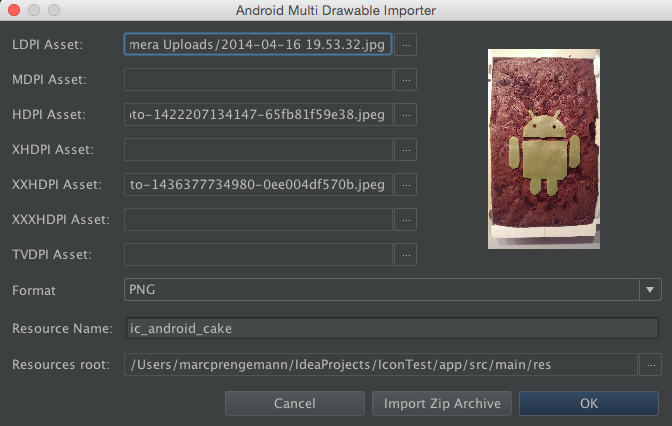 Android Multi Drawable Importer
LDPI Asset: mera Uploads/2014-04-16 19.53.32.jpg ...
MDPI Asset: ...
HDPI Asset: oto-1422207134147-65fb81f59e38.jpeg ...
XHDPI Asset: ...
XXHDPI Asset: to-1436377734980-0ee004df570b.jpeg ...
XXXHDPI Asset: ...
TVDPI Asset: ...
Format PNG
Resource Name: ic_android_cake
Resources root: /Users/marcprengemann/IdeaProjects/IconTest/app/src/main/res ...
Cancel Import Zip Archive OK